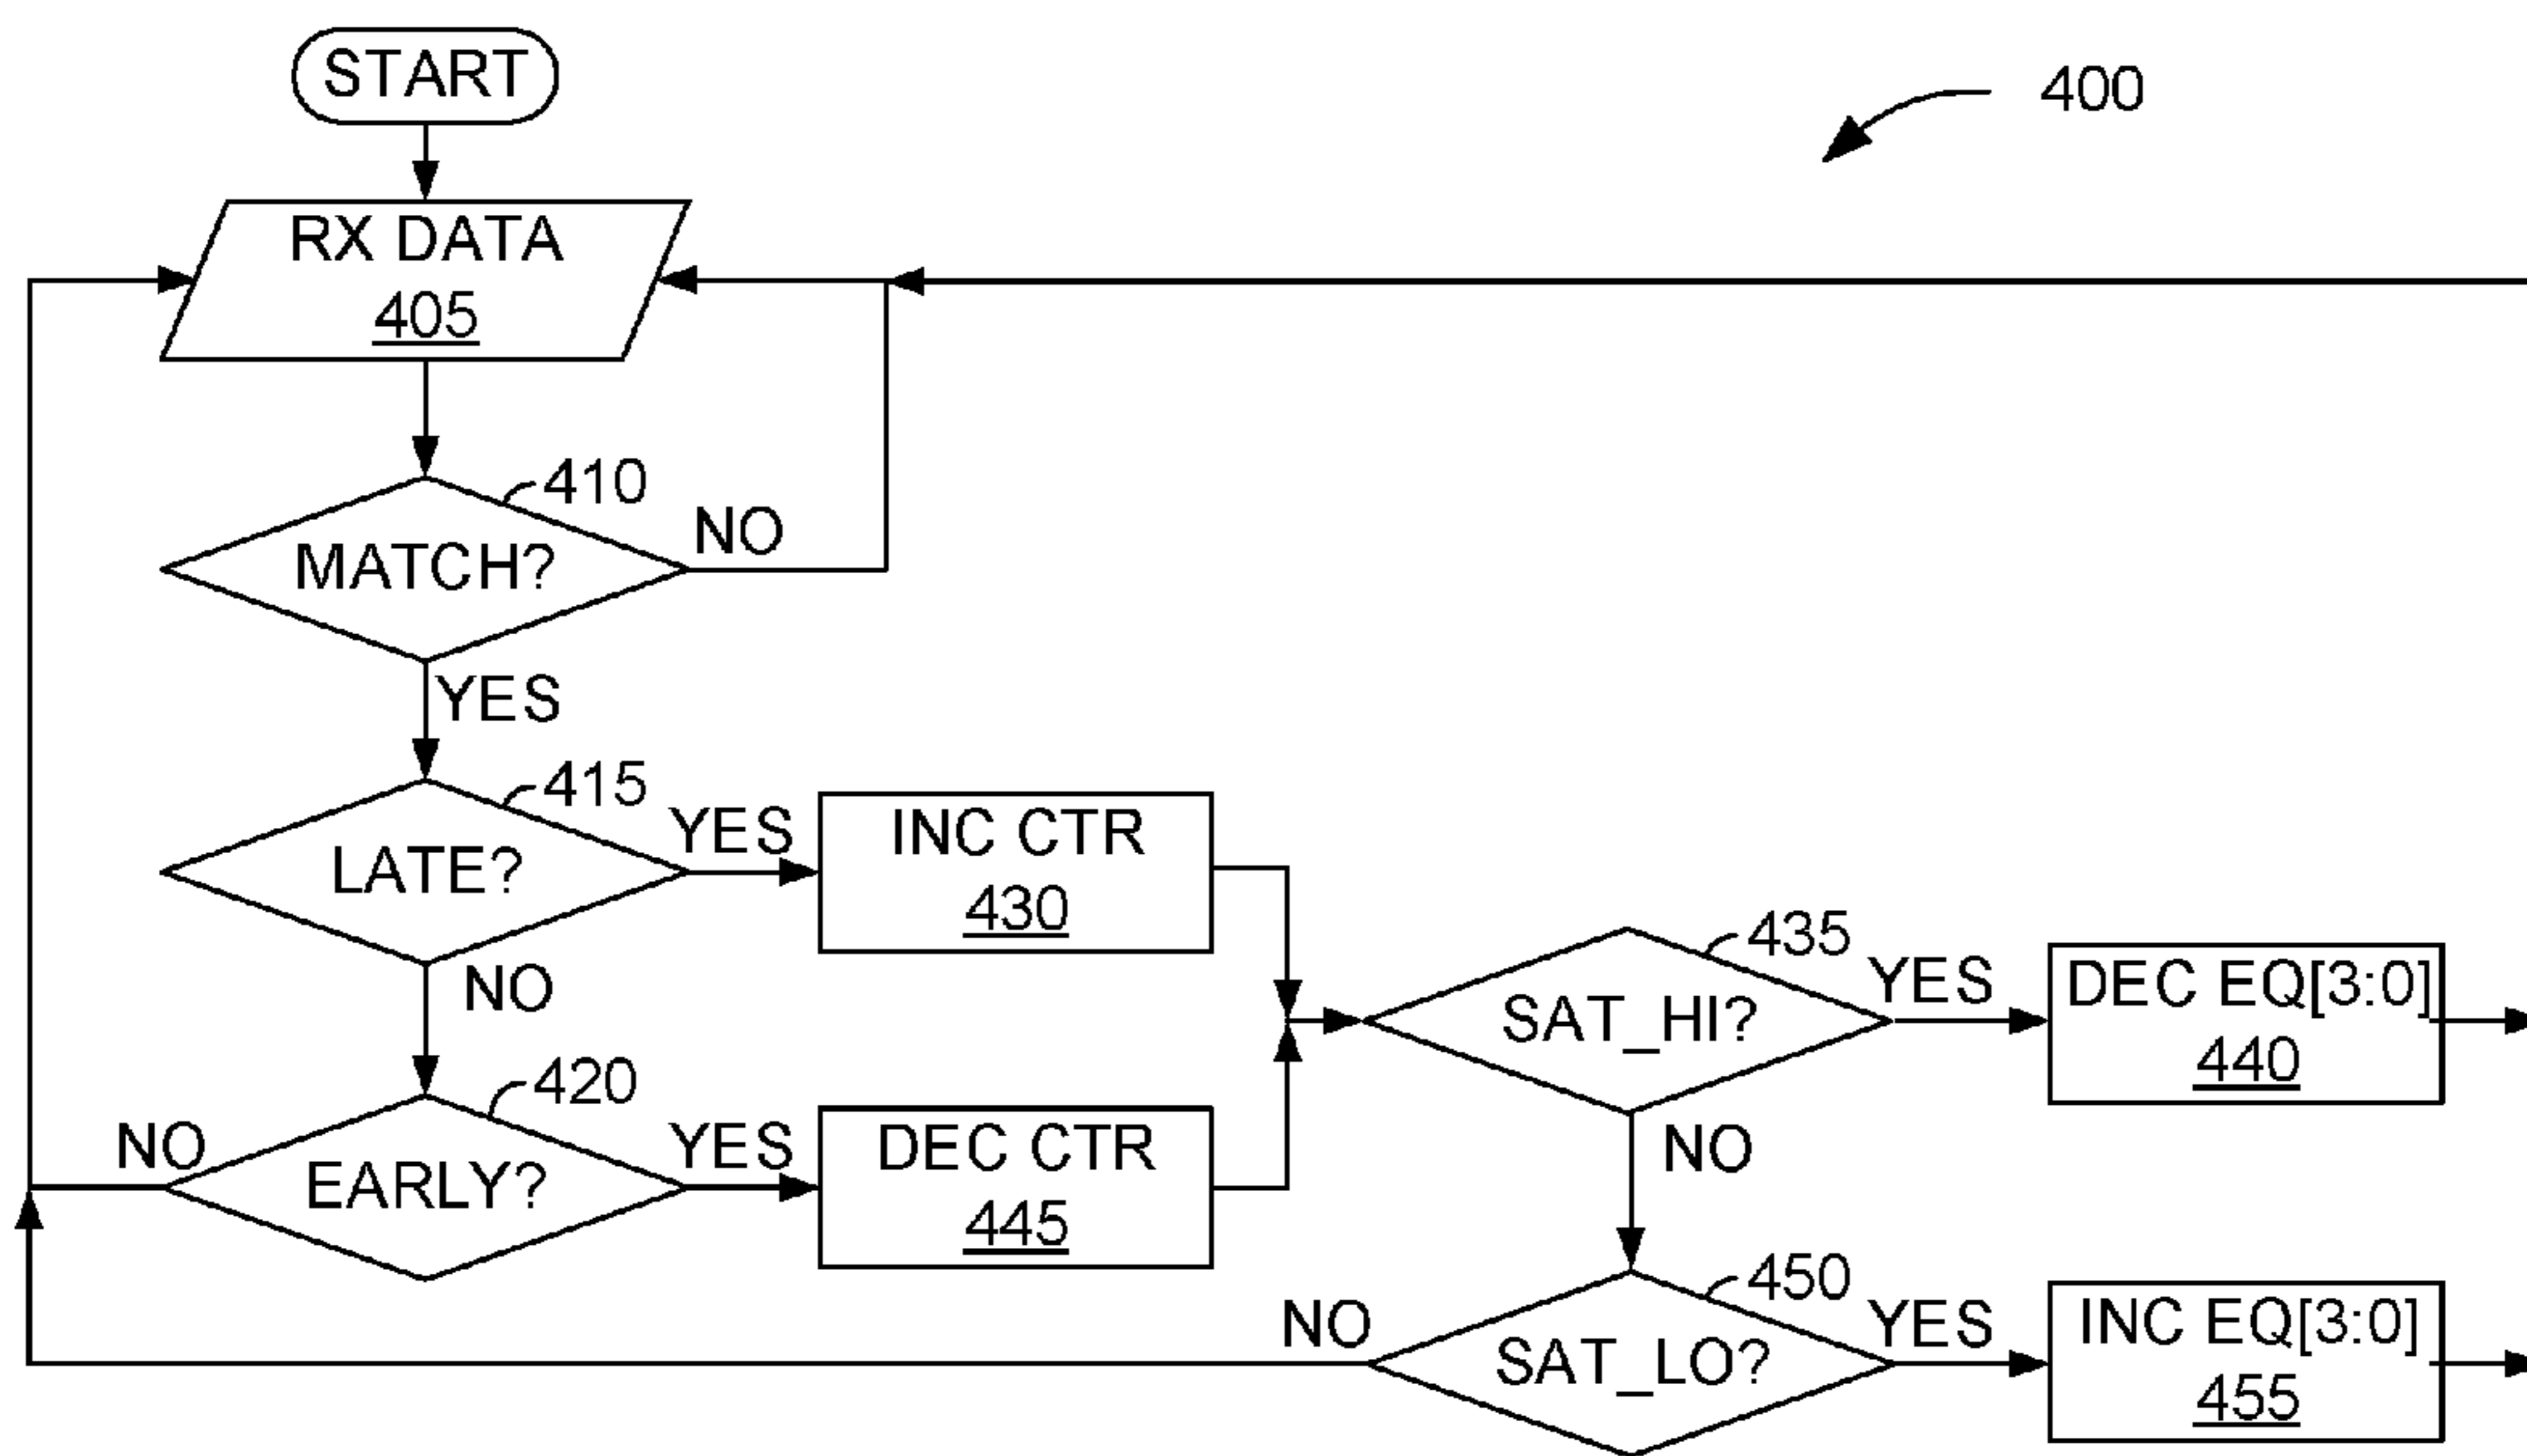 START
400
RX DATA
405
410
MATCH?
NO
YES
415
LATE?
YES
INC CTR
430
NO
435
SAT_HI?
YES
DEC EQ[3:0]
440
420
NO
EARLY?
YES
DEC CTR
445
NO
450
NO
SAT_LO?
YES
INC EQ[3:0]
455